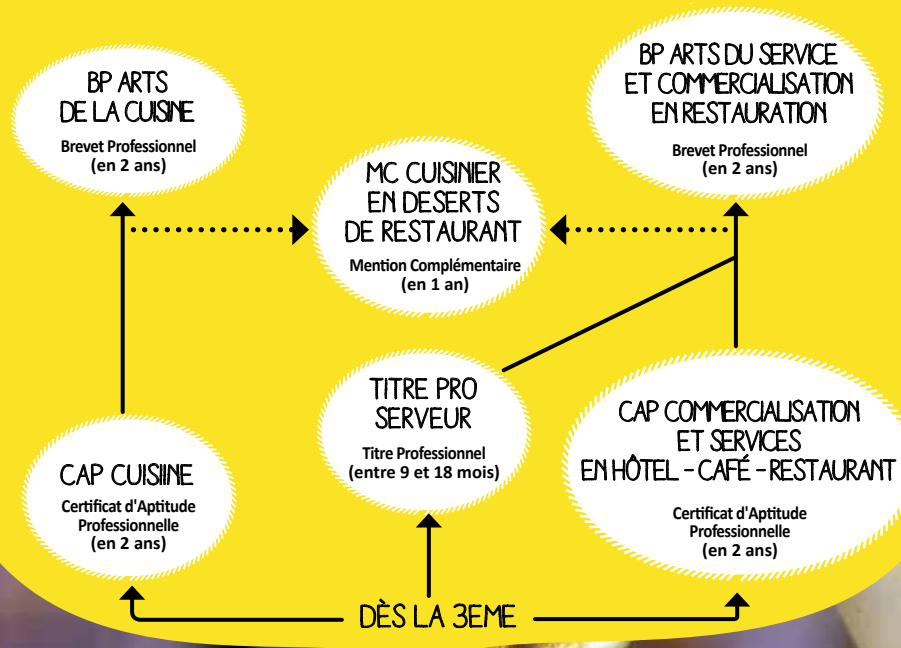 BP ARTS
DE LA CUISINE
Brevet Professionnel
(en 2 ans)
BP ARTS DU SERVICE
ET COMMERCIALISATION
EN RESTAURATION
Brevet Professionnel
(en 2 ans)
MC CUISINIER
EN DESERTS
DE RESTAURANT
Mention Complémentaire
(en 1 an)
TITRE PRO
SERVEUR
Titre Professionnel
(entre 9 et 18 mois)
CAP CUISIINE
Certificat d'Aptitude
Professionnelle
(en 2 ans)
CAP COMMERCIALISATION
ET SERVICES
EN HÔTEL - CAFÉ - RESTAURANT
Certificat d'Aptitude
Professionnelle
(en 2 ans)
DÈS LA 3EME